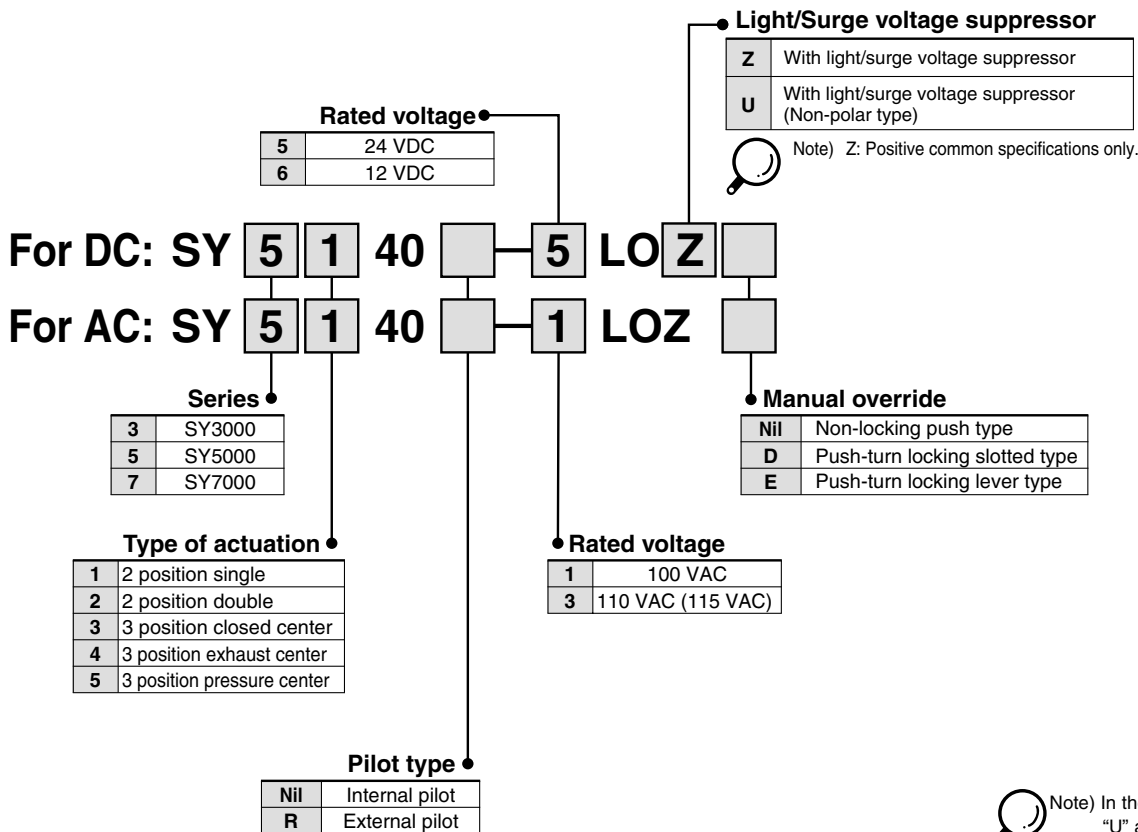 Light/Surge voltage suppressor
Z With light/surge voltage suppressor
U With light/surge voltage suppressor
(Non-polar type)
Note) Z: Positive common specifications only.
Rated voltage
5 24 VDC
6 12 VDC
For DC: SY 5 1 40 5 LO Z
For AC: SY 5 1 40 1 LOZ
Series
3 SY3000
5 SY5000
7 SY7000
Manual override
Nil Non-locking push type
D Push-turn locking slotted type
E Push-turn locking lever type
Type of actuation
1 2 position single
2 2 position double
3 3 position closed center
4 3 position exhaust center
5 3 position pressure center
Rated voltage
1 100 VAC
3 110 VAC (115 VAC)
Pilot type
Nil Internal pilot
R External pilot
Note) In th
"U" a